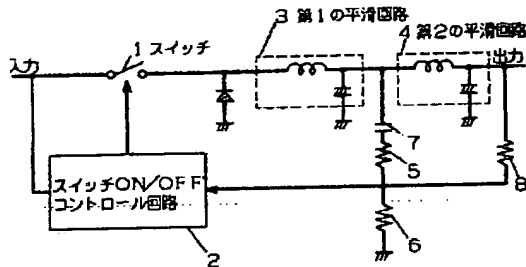 3 第1の平滑回路
4 第2の平滑回路
1 スイッチ
入力
出力
7
5
8
スイッチON/OFF
コントロール回路
2
6